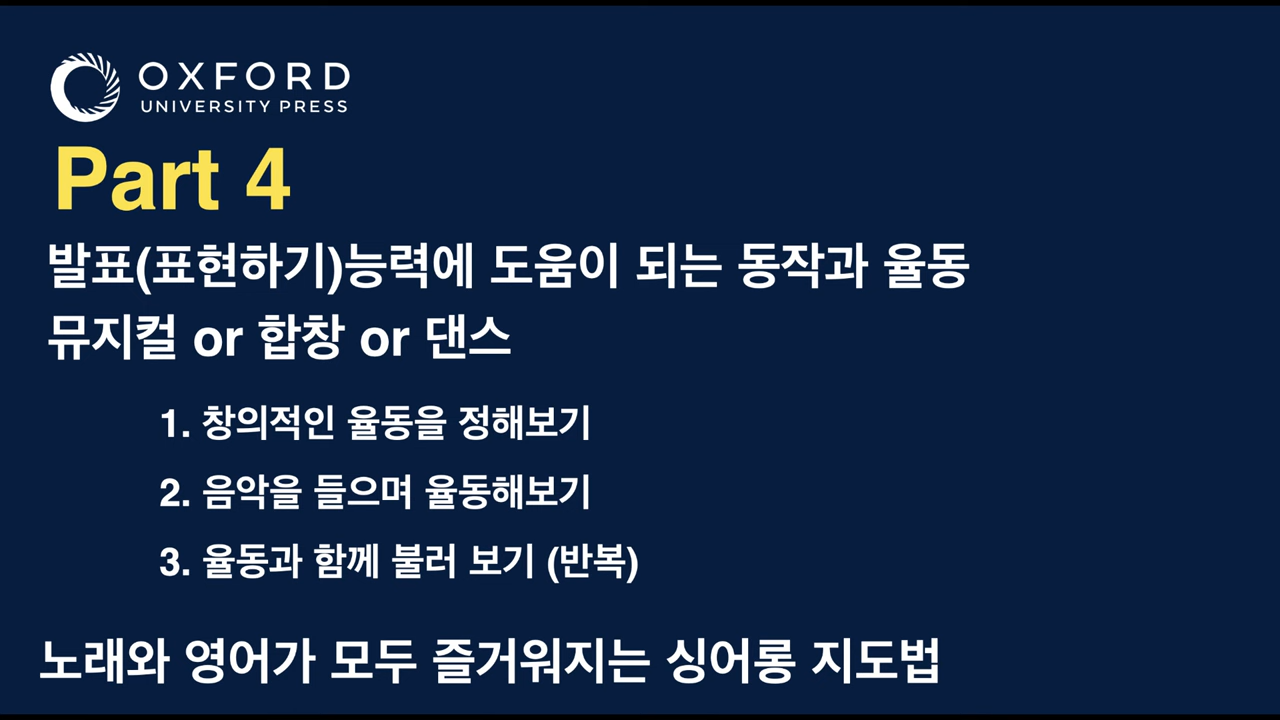 OXFORD
UNIVERSITY PRESS
Part 4
발표(표현하기)능력에 도움이 되는 동작과 율동
뮤지컬 or 합창 or 댄스
1. 창의적인 율동을 정해보기
2. 음악을 들으며 율동해보기
3. 율동과 함께 불러 보기 (반복)
노래와 영어가 모두 즐거워지는 싱어롱 지도법